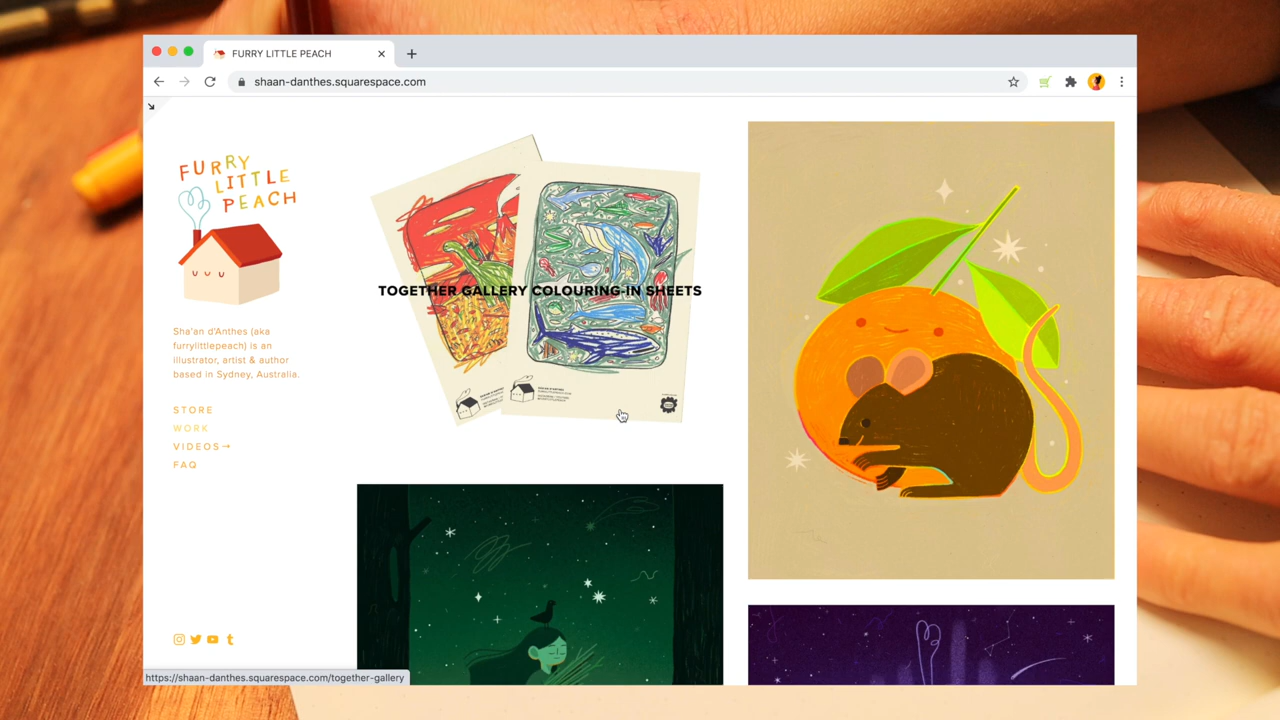 FURRY LITTLE PEACH
shaan-danthes.squarespace.com
FURRY
LITTLE
PEACH
Sha'an d'Anthes (aka
furrylittlepeach) is an
illustrator, artist & author
based in Sydney, Australia.
STORE
WORK
VIDEOS→
FAQ
TOGETHER GALLERY COLOURING-IN SHEETS
https://shaan-danthes.squarespace.com/together-gallery